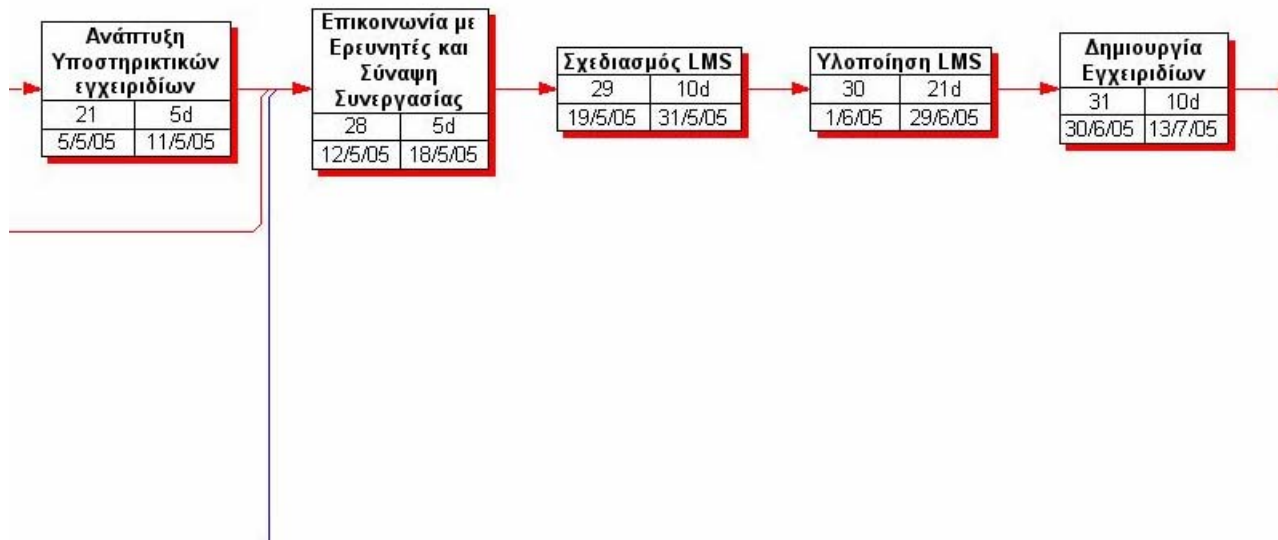 Ανάπτυξη
Υποστηρικτικών
εγχειριδίων
21 5d
5/5/05 11/5/05
Επικοινωνία με
Ερευνητές και
Σύναψη
Συνεργασίας
28 5d
12/5/05 18/5/05
Σχεδιασμός LMS
29 10d
19/5/05 31/5/05
Υλοποίηση LMS
30 21d
1/6/05 29/6/05
Δημιουργία
Εγχειριδίων
31 10d
30/6/05 13/7/05